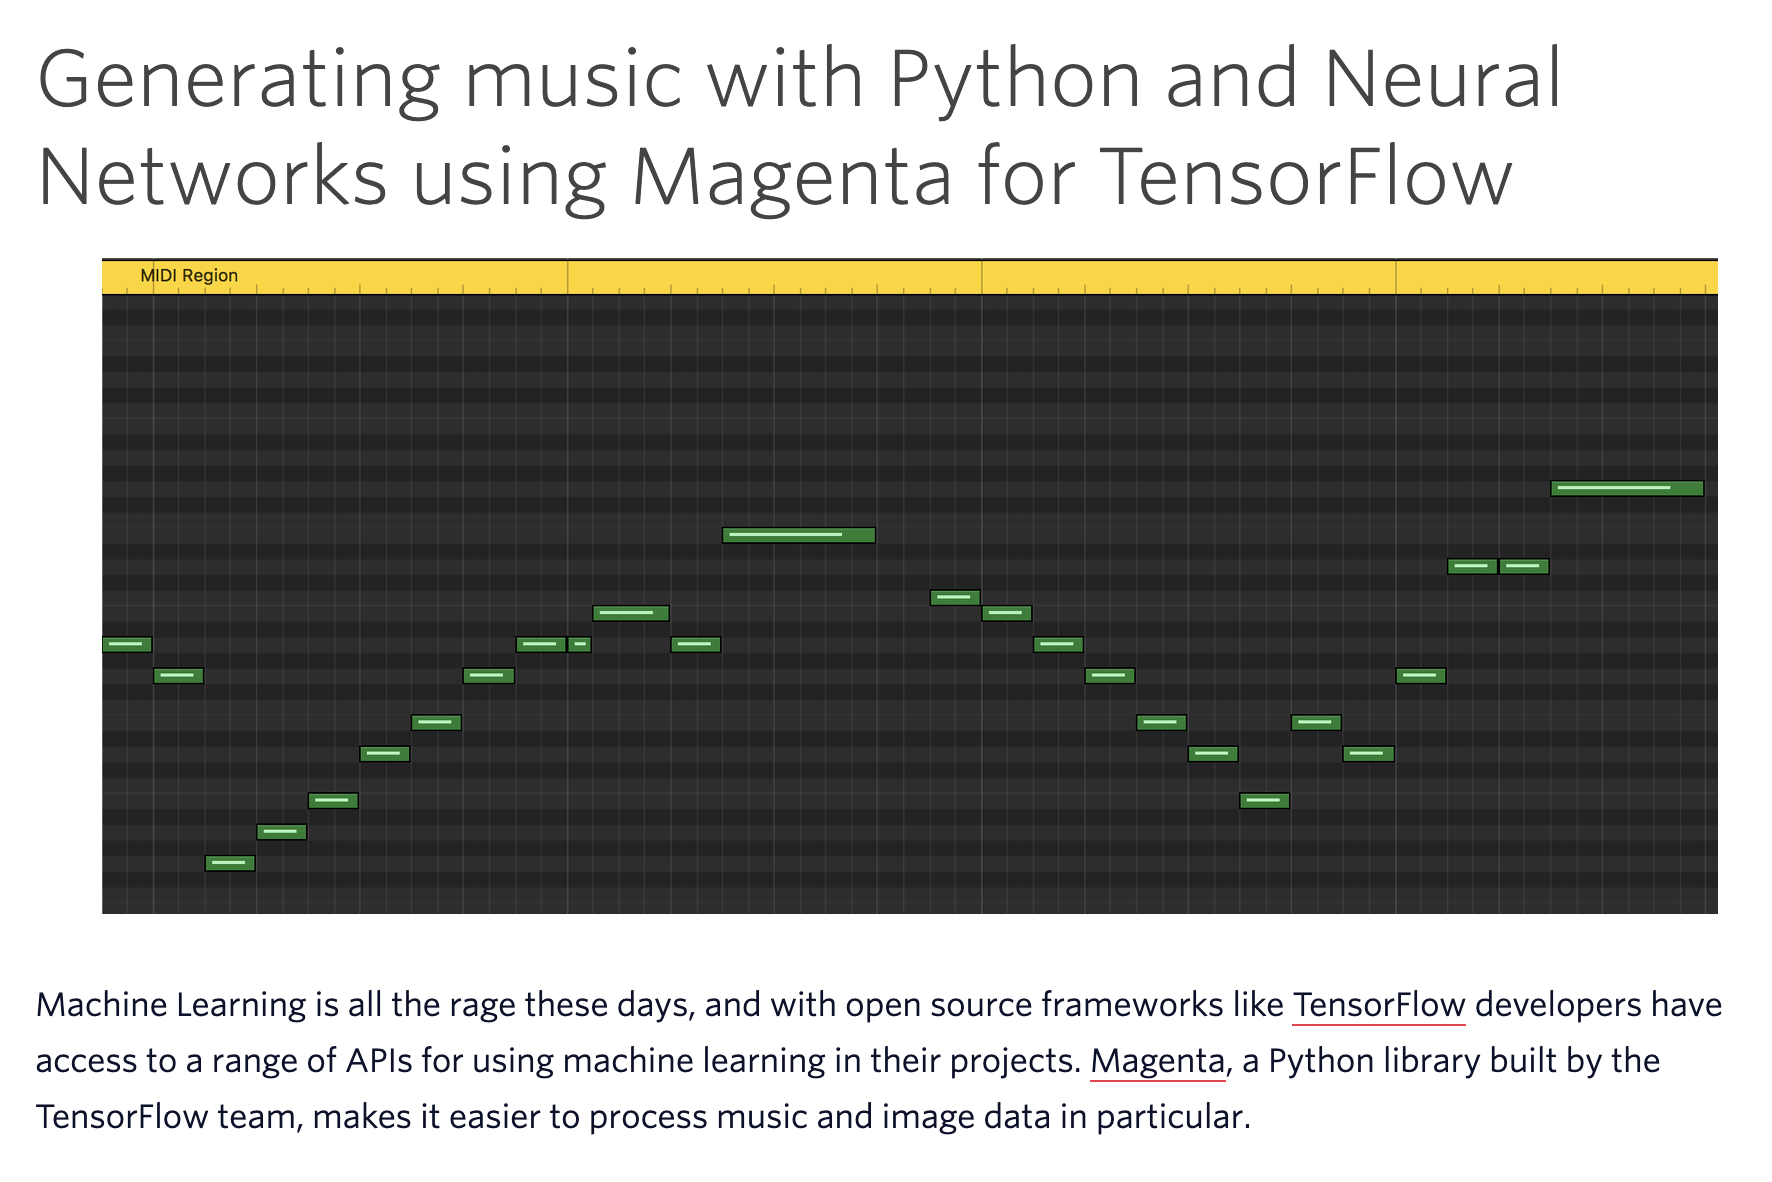 Generating music with Python and Neural
Networks using Magenta for TensorFlow
MIDI Region
Machine Learning is all the rage these days, and with open source frameworks like TensorFlow developers have
access to a range of APIs for using machine learning in their projects. Magenta, a Python library built by the
TensorFlow team, makes it easier to process music and image data in particular.